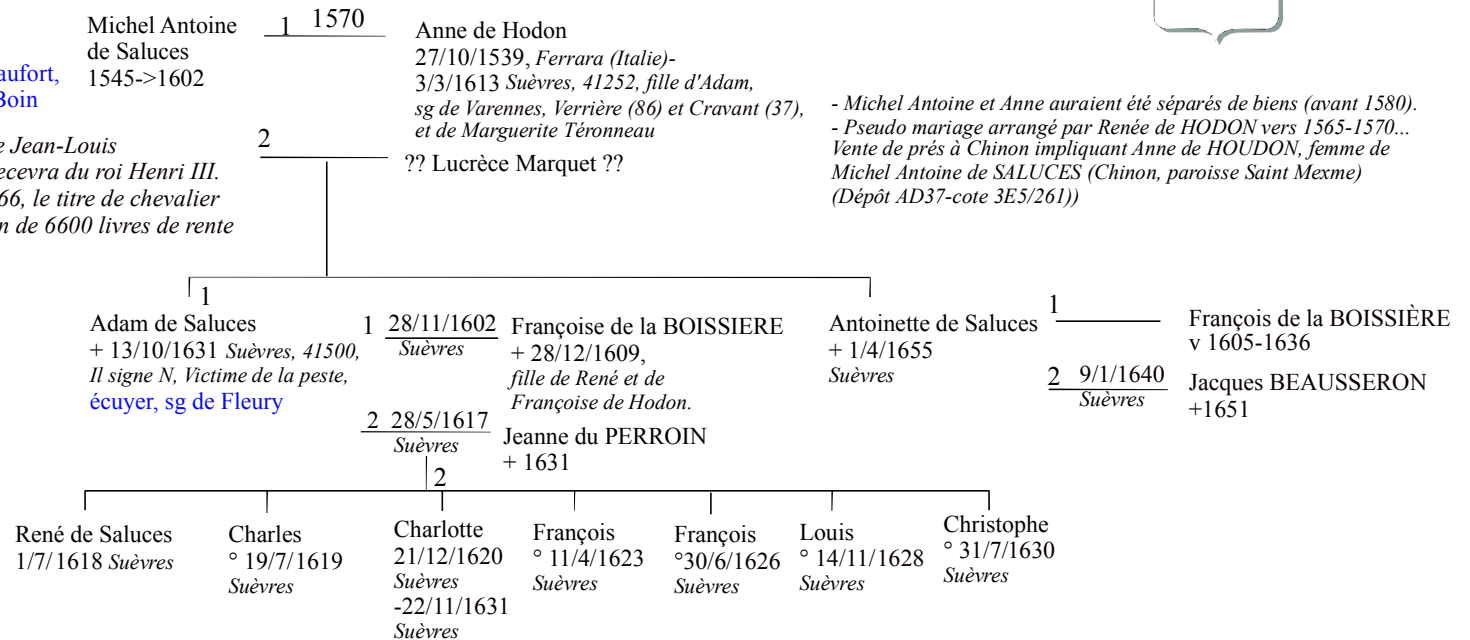 Michel Antoine
de Saluces
1545->1602
1 1570
Anne de Hodon
27/10/1539, Ferrara (Italie)-
3/3/1613 Suèvres, 41252, fille d'Adam,
sg de Varennes, Verrière (86) et Cravant (37),
et de Marguerite Téronneau
aufort,
Boin
- Michel Antoine et Anne auraient été séparés de biens (avant 1580).
- Pseudo mariage arrangé par Renée de HODON vers 1565-1570...
Vente de prés à Chinon impliquant Anne de HOUDON, femme de
Michel Antoine de SALUCES (Chinon, paroisse Saint Mexme)
(Dépôt AD37-cote 3E5/261))
e Jean-Louis
ecevra du roi Henri III.
66, le titre de chevalier
n de 6600 livres de rente
2
?? Lucrèce Marquet ??
1
Adam de Saluces
+ 13/10/1631 Suèvres, 41500,
Il signe N, Victime de la peste,
écuyer, sg de Fleury
1 28/11/1602
Suèvres
Françoise de la BOISSIERE
+ 28/12/1609,
fille de René et de
Françoise de Hodon.
2 28/5/1617
Suèvres
Jeanne du PERROIN
+ 1631
Antoinette de Saluces
+ 1/4/1655
Suèvres
1
François de la BOISSIÈRE
v 1605-1636
2 9/1/1640
Suèvres
Jacques BEAUSSERON
+1651
2
René de Saluces
1/7/1618 Suèvres
Charles
° 19/7/1619
Suèvres
Charlotte
21/12/1620
Suèvres
-22/11/1631
Suèvres
François
° 11/4/1623
Suèvres
François
°30/6/1626
Suèvres
Louis
° 14/11/1628
Suèvres
Christophe
° 31/7/1630
Suèvres